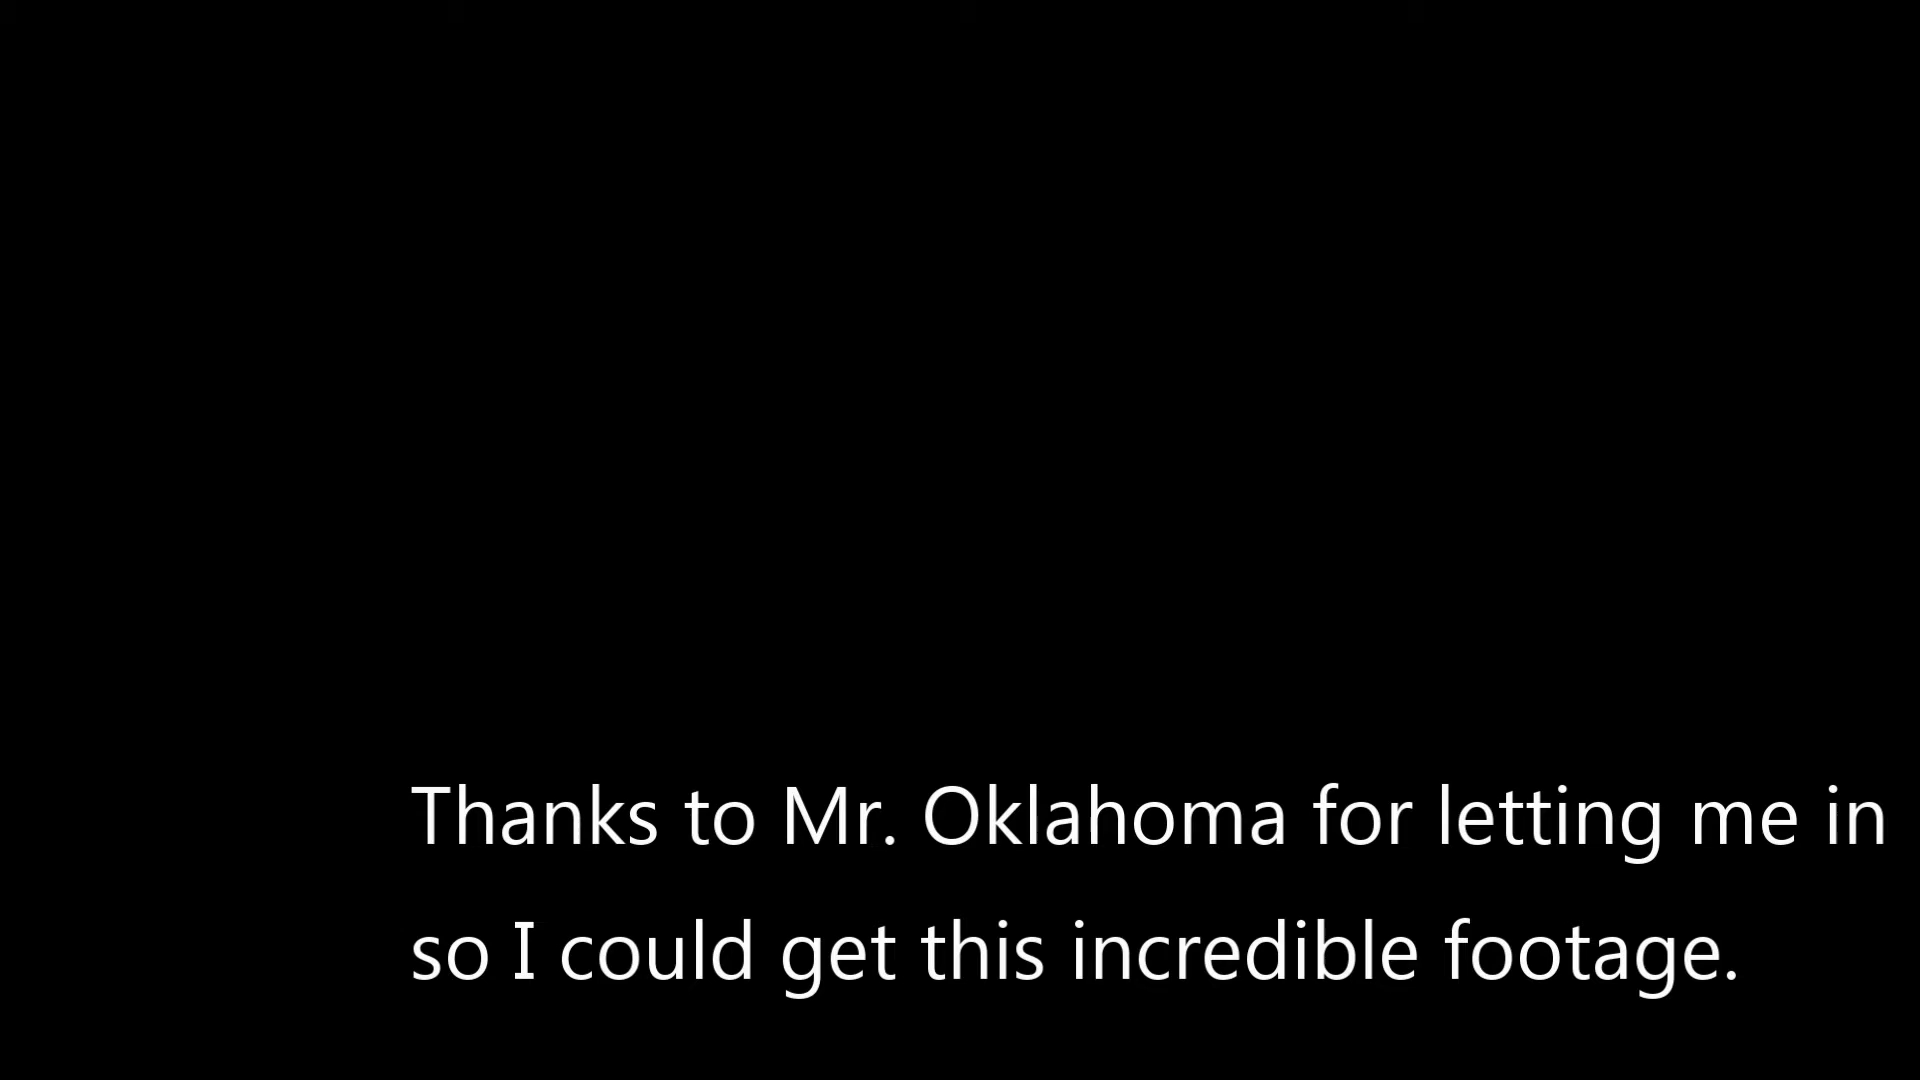 Thanks to Mr. Oklahoma for letting me in
so I could get this incredible footage.